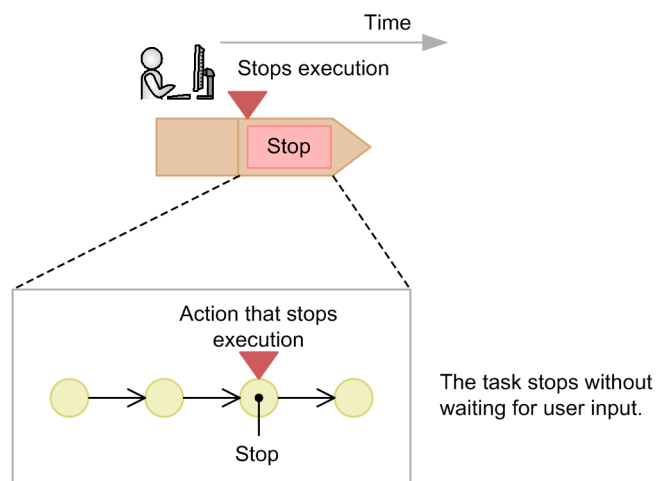 Time
Stops execution
Stop
Action that stops
execution
The task stops without
waiting for user input.
Stop